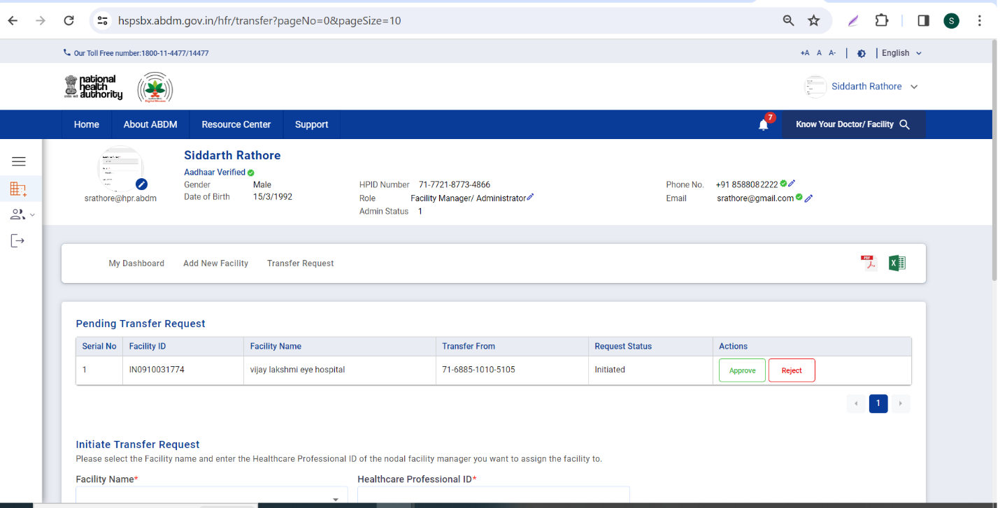 hspsbx.abdm.gov.in/hfr/transfer?pageNo=0&pageSize=10
S
Our Toll Free number:1800-11-4477/14477
+A A A- English
national
health
authority
Siddarth Rathore
Home About ABDM Resource Center Support
7
Know Your Doctor/ Facility
Siddarth Rathore
Aadhaar Verified
Gender Male
Date of Birth 15/3/1992
srathore@hpr.abdm
HPID Number 71-7721-8773-4866
Role Facility Manager/ Administrator
Admin Status 1
Phone No. +91 8588082222
Email srathore@gmail.com
My Dashboard Add New Facility Transfer Request
PDF
X
Pending Transfer Request
Serial No Facility ID Facility Name Transfer From Request Status Actions
1 IN0910031774 vijay lakshmi eye hospital 71-6885-1010-5105 Initiated Approve Reject
1
Initiate Transfer Request
Please select the Facility name and enter the Healthcare Professional ID of the nodal facility manager you want to assign the facility to.
Facility Name* Healthcare Professional ID*